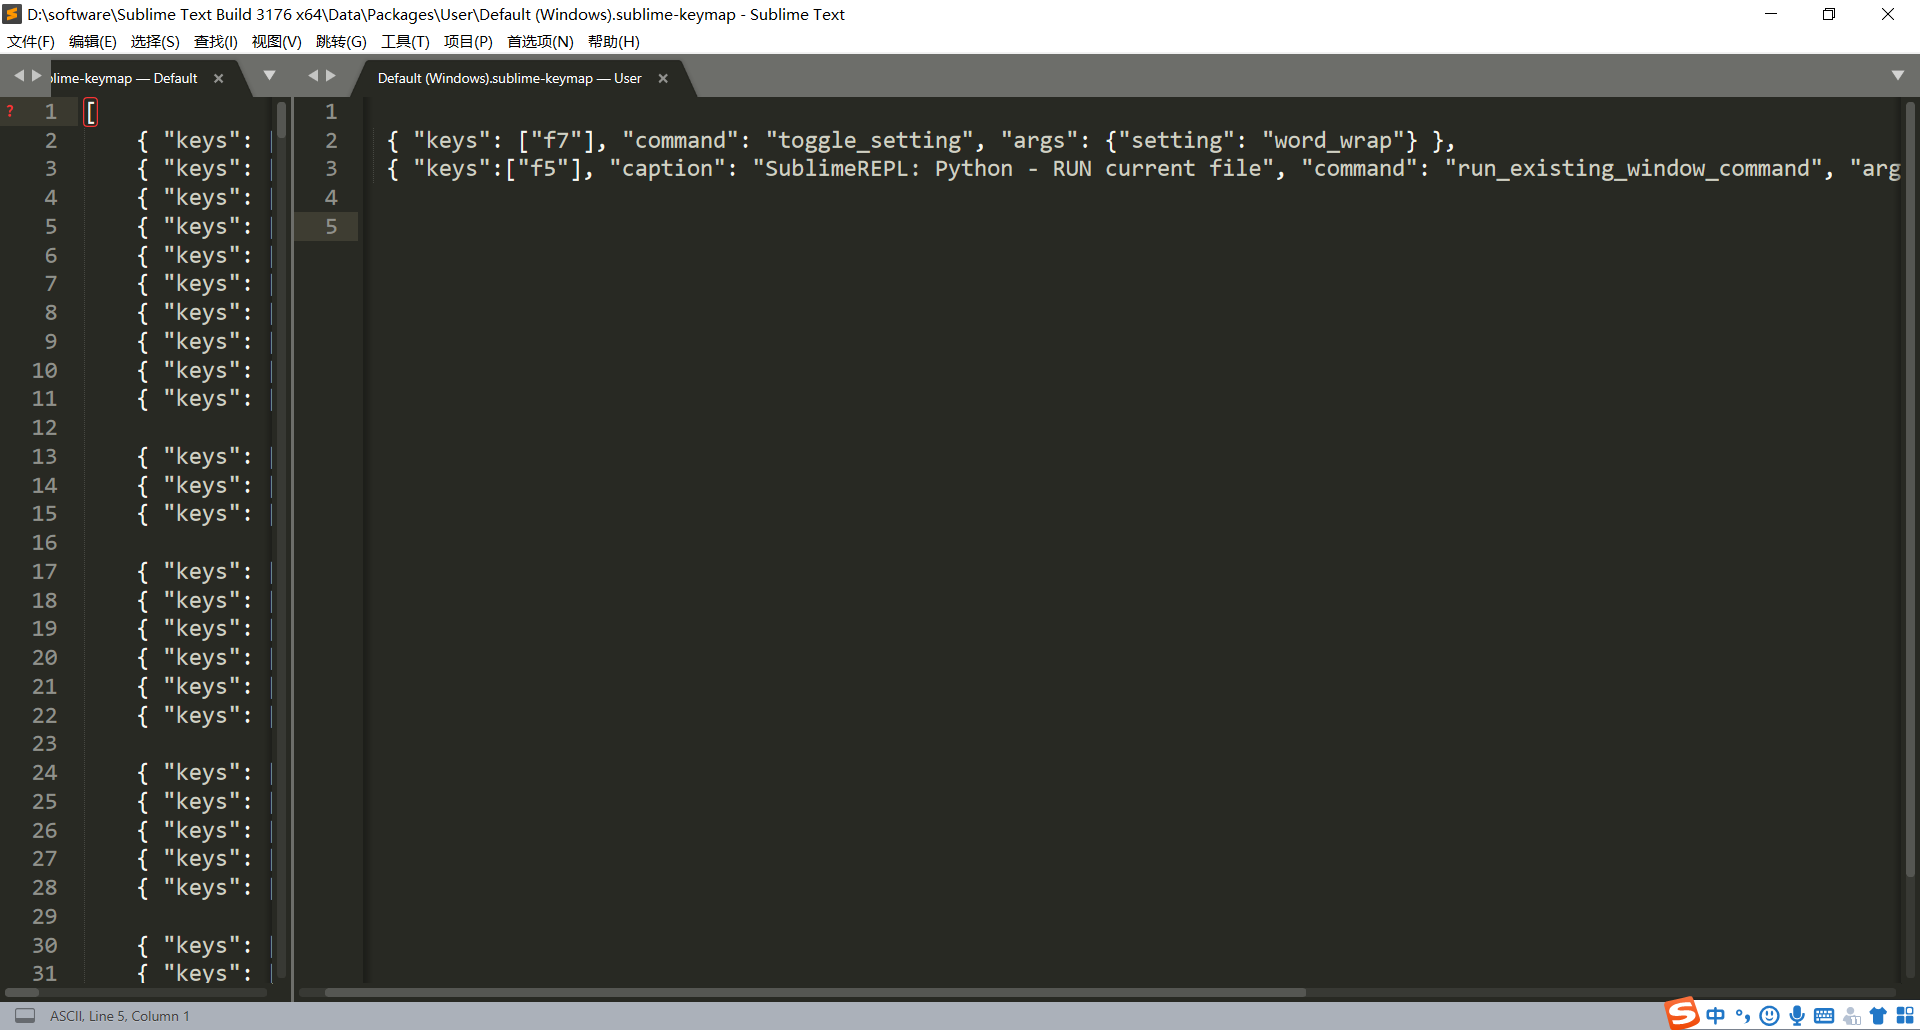 D:\software\Sublime Text Build 3176 x64\Data\Packages\User\Default (Windows).sublime-keymap - Sublime Text
文件(F) 编辑(E) 选择(S) 查找(I) 视图(V) 跳转(G) 工具(T) 项目(P) 首选项(N) 帮助(H)
lime-keymap — Default ×
Default (Windows).sublime-keymap — User ×
? 1 [
2 { "keys":
3 { "keys":
4 { "keys":
5 { "keys":
6 { "keys":
7 { "keys":
8 { "keys":
9 { "keys":
10 { "keys":
11 { "keys":
12
13 { "keys":
14 { "keys":
15 { "keys":
16
17 { "keys":
18 { "keys":
19 { "keys":
20 { "keys":
21 { "keys":
22 { "keys":
23
24 { "keys":
25 { "keys":
26 { "keys":
27 { "keys":
28 { "keys":
29
30 { "keys":
31 { "keys":
1
2 { "keys": ["f7"], "command": "toggle_setting", "args": {"setting": "word_wrap"} },
3 { "keys":["f5"], "caption": "SublimeREPL: Python - RUN current file", "command": "run_existing_window_command", "arg
4
5
ASCII, Line 5, Column 1
S 中